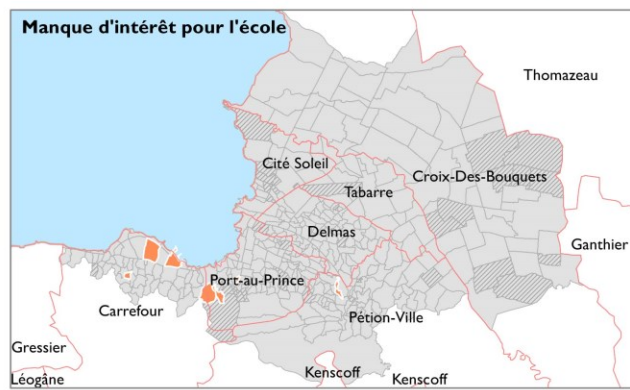 Manque d'intérêt pour l'école
Thomazeau
Cité Soleil
Croix-Des-Bouquets
Tabarre
Delmas
Ganthier
Port-au-Prince
Carrefour
Pétion-Ville
Gressier
Kenscoff
Kenscoff
Léogâne